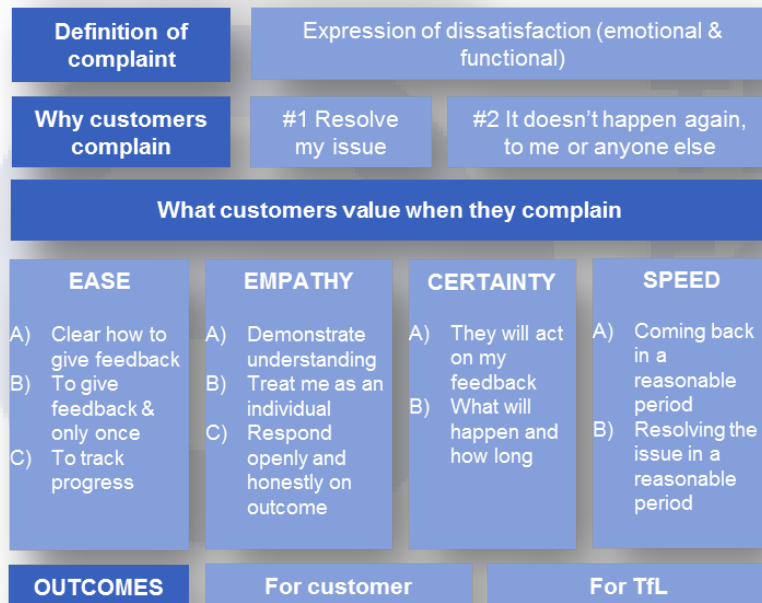 Definition of
complaint
Expression of dissatisfaction (emotional &
functional)
Why customers
complain
#1 Resolve
my issue
#2 It doesn't happen again,
to me or anyone else
What customers value when they complain
EASE
A) Clear how to
give feedback
B) To give
feedback &
only once
C) To track
progress
EMPATHY
A) Demonstrate
understanding
B) Treat me as an
individual
C) Respond
openly and
honestly on
outcome
CERTAINTY
A) They will act
on my
feedback
B) What will
happen and
how long
SPEED
A) Coming back
in a
reasonable
period
B) Resolving the
issue in a
reasonable
period
OUTCOMES
For customer
For TfL